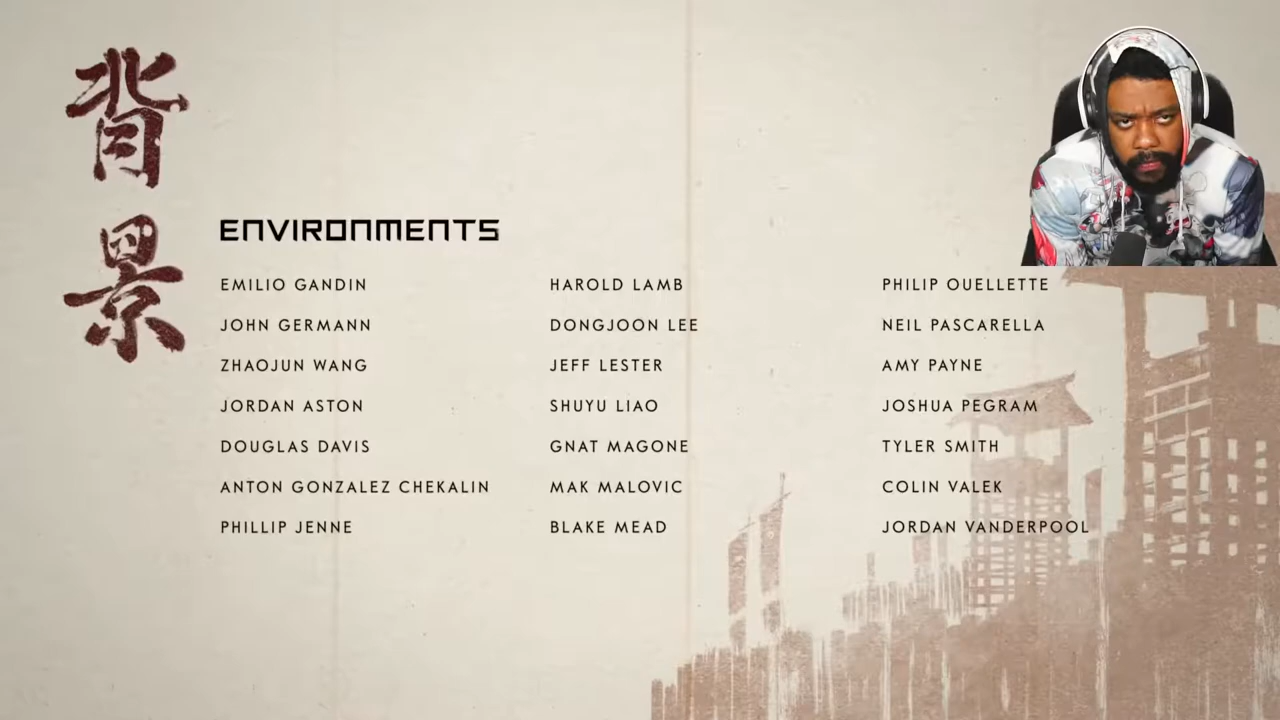 背景
ENVIRONMENTS
EMILIO GANDIN
JOHN GERMANN
ZHAOJUN WANG
JORDAN ASTON
DOUGLAS DAVIS
ANTON GONZALEZ CHEKALIN
PHILLIP JENNE
HAROLD LAMB
DONGJOON LEE
JEFF LESTER
SHUYU LIAO
GNAT MAGONE
MAK MALOVIC
BLAKE MEAD
PHILIP OUELLETTE
NEIL PASCARELLA
AMY PAYNE
JOSHUA PEGRAM
TYLER SMITH
COLIN VALEK
JORDAN VANDERPOOL